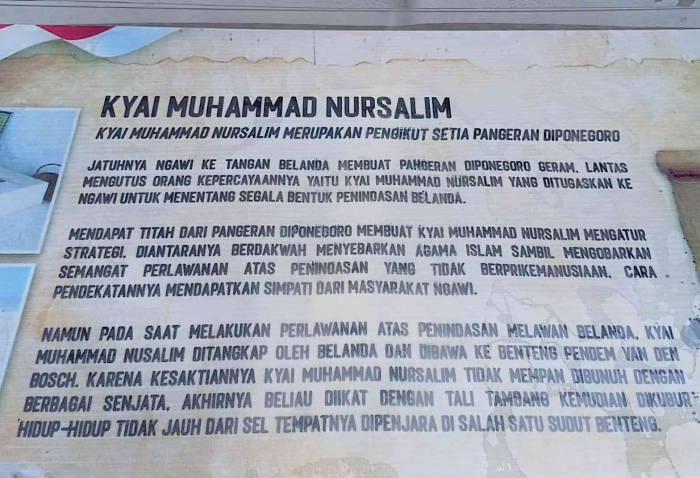 KYAI MUHAMMAD NURSALIM
KYAI MUHAMMAD NURSALIM MERUPAKAN PENGIKUT SETIA PANGERAN DIPONEGORO
JATUHNYA NGAWI KE TANGAN BELANDA MEMBUAT PANGERAN DIPONEGORO GERAM. LANTAS
MENGUTUS ORANG KEPERCAYAANNYA YAITU KYAI MUHAMMAD NURSALIM YANG DITUGASKAN KE
NGAWI UNTUK MENENTANG SEGALA BENTUK PENINDASAN BELANDA.
MENDAPAT TITAH DARI PANGERAN DIPONEGORO MEMBUAT KYAI MUHAMMAD NURSALIM MENGATUR
STRATEGI. DIANTARANYA BERDAKWAH MENYEBARKAN AGAMA ISLAM SAMBIL MENGOBARKAN
SEMANGAT PERLAWANAN ATAS PENINDASAN YANG TIDAK BERPRIKEMANUSIAAN. CARA
PENDEKATANNYA MENDAPATKAN SIMPATI DARI MASYARAKAT NGAWI.
NAMUN PADA SAAT MELAKUKAN PERLAWANAN ATAS PENINDASAN MELAWAN BELANDA. KYAI
MUHAMMAD NUSALIM DITANGKAP OLEH BELANDA DAN DIBAWA KE BENTENG PENDEM VAN DEN
BOSCH. KARENA KESAKTIANNYA KYAI MUHAMMAD NURSALIM TIDAK MEMPAN DIBUNUH DENGAN
BERBAGAI SENJATA. AKHIRNYA BELIAU DIIKAT DENGAN TALI TAMBANG KEMUDIAN DIKUBUR
HIDUP-HIDUP TIDAK JAUH DARI SEL TEMPATNYA DIPENJARA DI SALAH SATU SUDUT BENTENG.